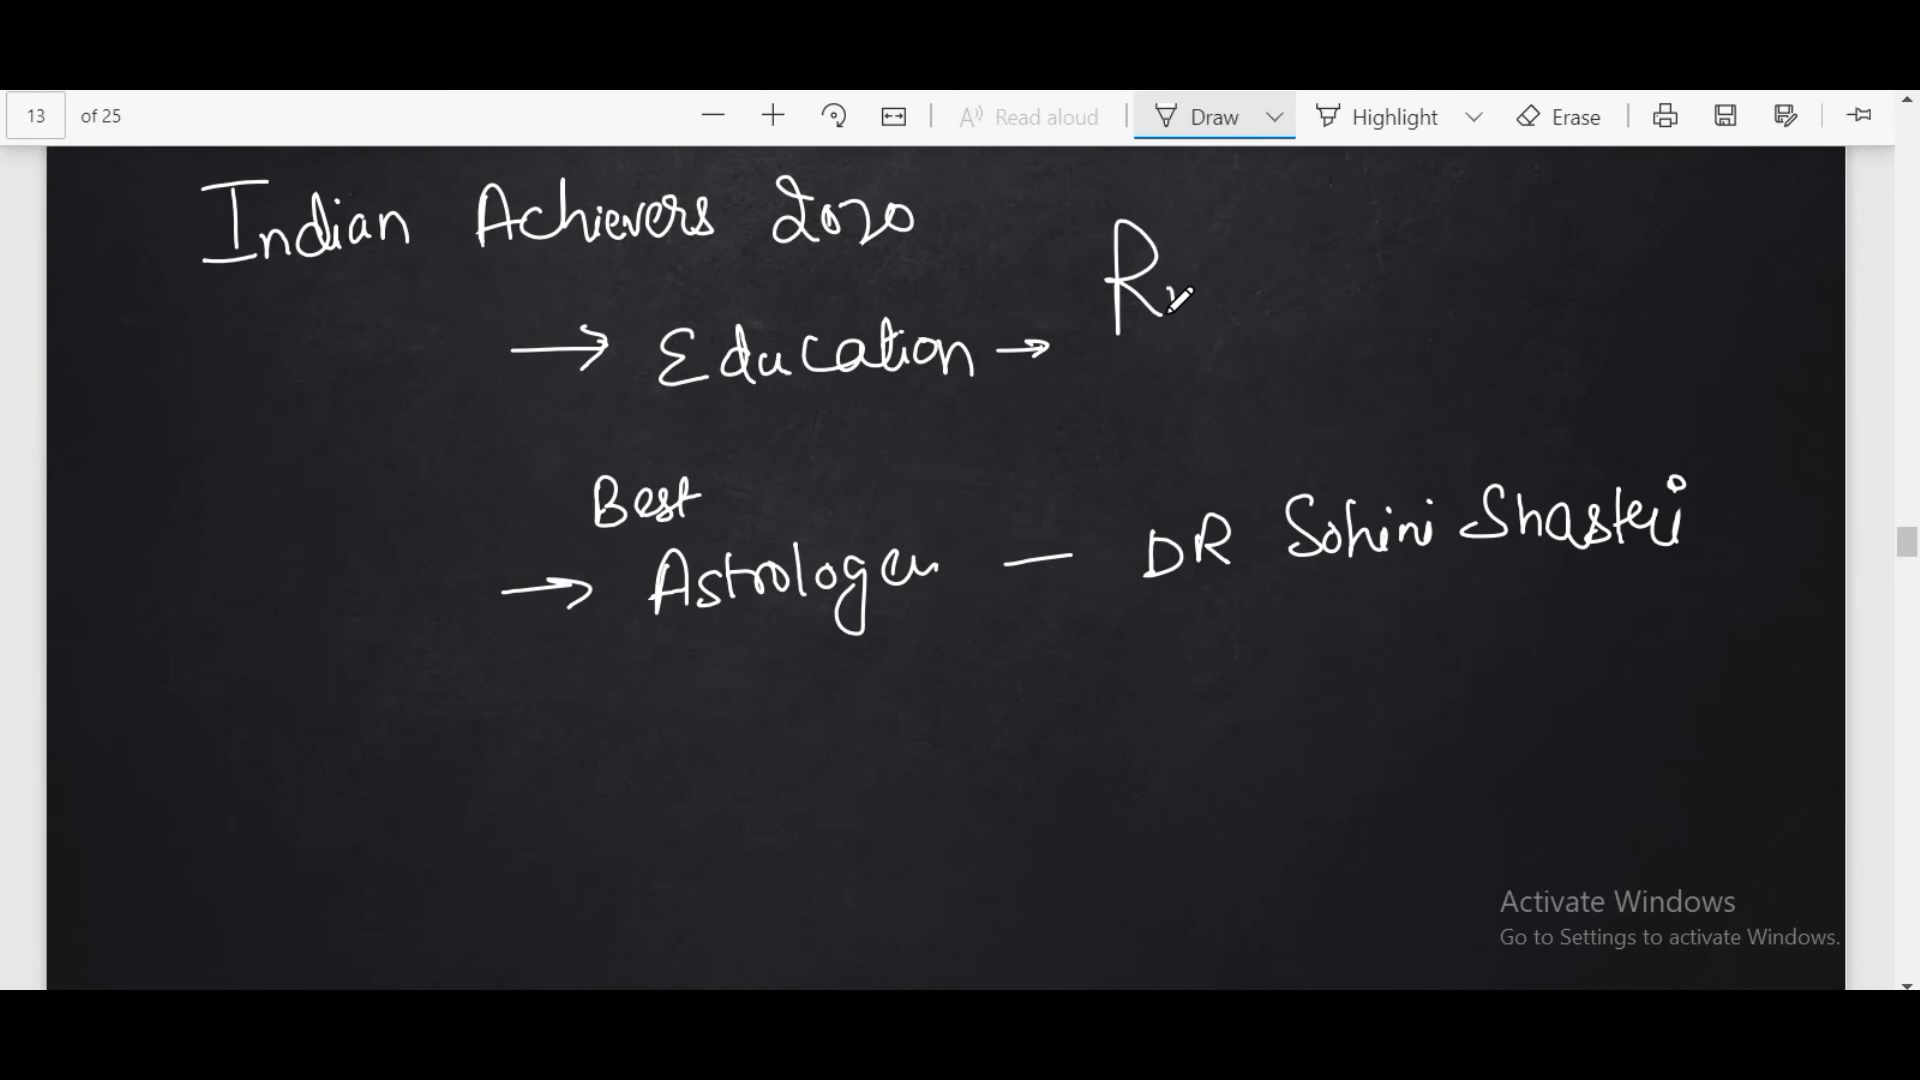 13 of 25 Read aloud Draw Highlight Erase
Indian Achievers 2020
→ Education → R
Best
→ Astrologer — DR Sohini Shastri
Activate Windows
Go to Settings to activate Windows.